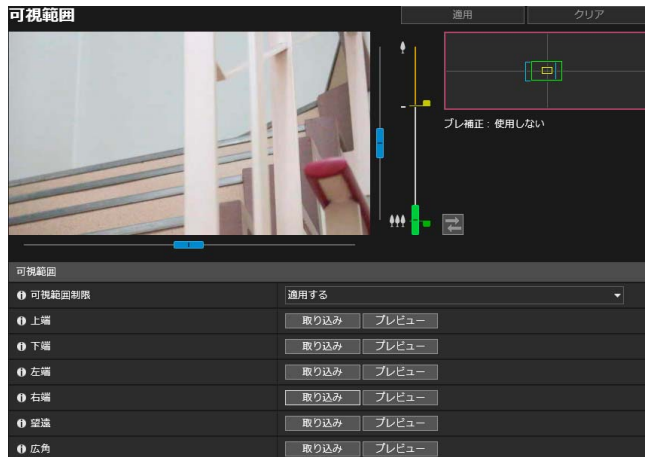 可視範囲
適用 クリア
ブレ補正：使用しない
可視範囲
可視範囲制限 適用する
上端 取り込み プレビュー
下端 取り込み プレビュー
左端 取り込み プレビュー
右端 取り込み プレビュー
望遠 取り込み プレビュー
広角 取り込み プレビュー